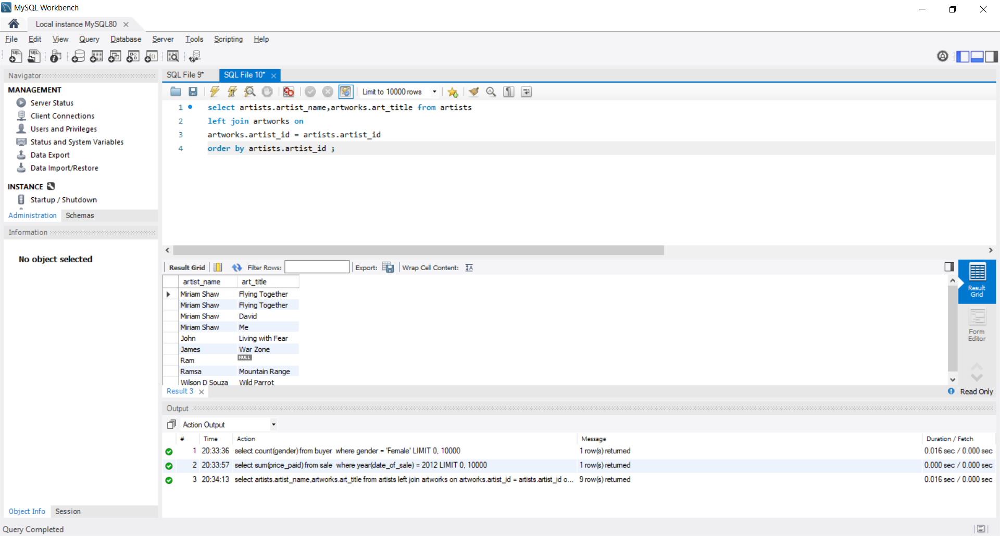 MySQL Workbench
Local instance MySQL80
File Edit View Query Database Server Tools Scripting Help
Navigator
MANAGEMENT
Server Status
Client Connections
Users and Privileges
Status and System Variables
Data Export
Data Import/Restore
INSTANCE
Startup / Shutdown
Administration Schemas
Information
No object selected
Object Info Session
SQL File 9* SQL File 10*
Limit to 10000 rows
1 select artists.artist_name,artworks.art_title from artists
2 left join artworks on
3 artworks.artist_id = artists.artist_id
4 order by artists.artist_id ;
Result Grid Filter Rows: Export: Wrap Cell Content:
artist_name art_title
Miriam Shaw Flying Together
Miriam Shaw Flying Together
Miriam Shaw David
Miriam Shaw Me
John Living with Fear
James War Zone
Ram NULL
Ramsa Mountain Range
Wilson D Souza Wild Parrot
Result
Grid
Form
Editor
Result 3
Read Only
Output
Action Output
# Time Action Message Duration / Fetch
1 20:33:36 select count(gender) from buyer where gender = 'Female' LIMIT 0, 10000 1 row(s) returned 0.016 sec / 0.000 sec
2 20:33:57 select sum(price_paid) from sale where year(date_of_sale) = 2012 LIMIT 0, 10000 1 row(s) returned 0.000 sec / 0.000 sec
3 20:34:13 select artists.artist_name,artworks.art_title from artists left join artworks on artworks.artist_id = artists.artist_id o... 9 row(s) returned 0.016 sec / 0.000 sec
Query Completed